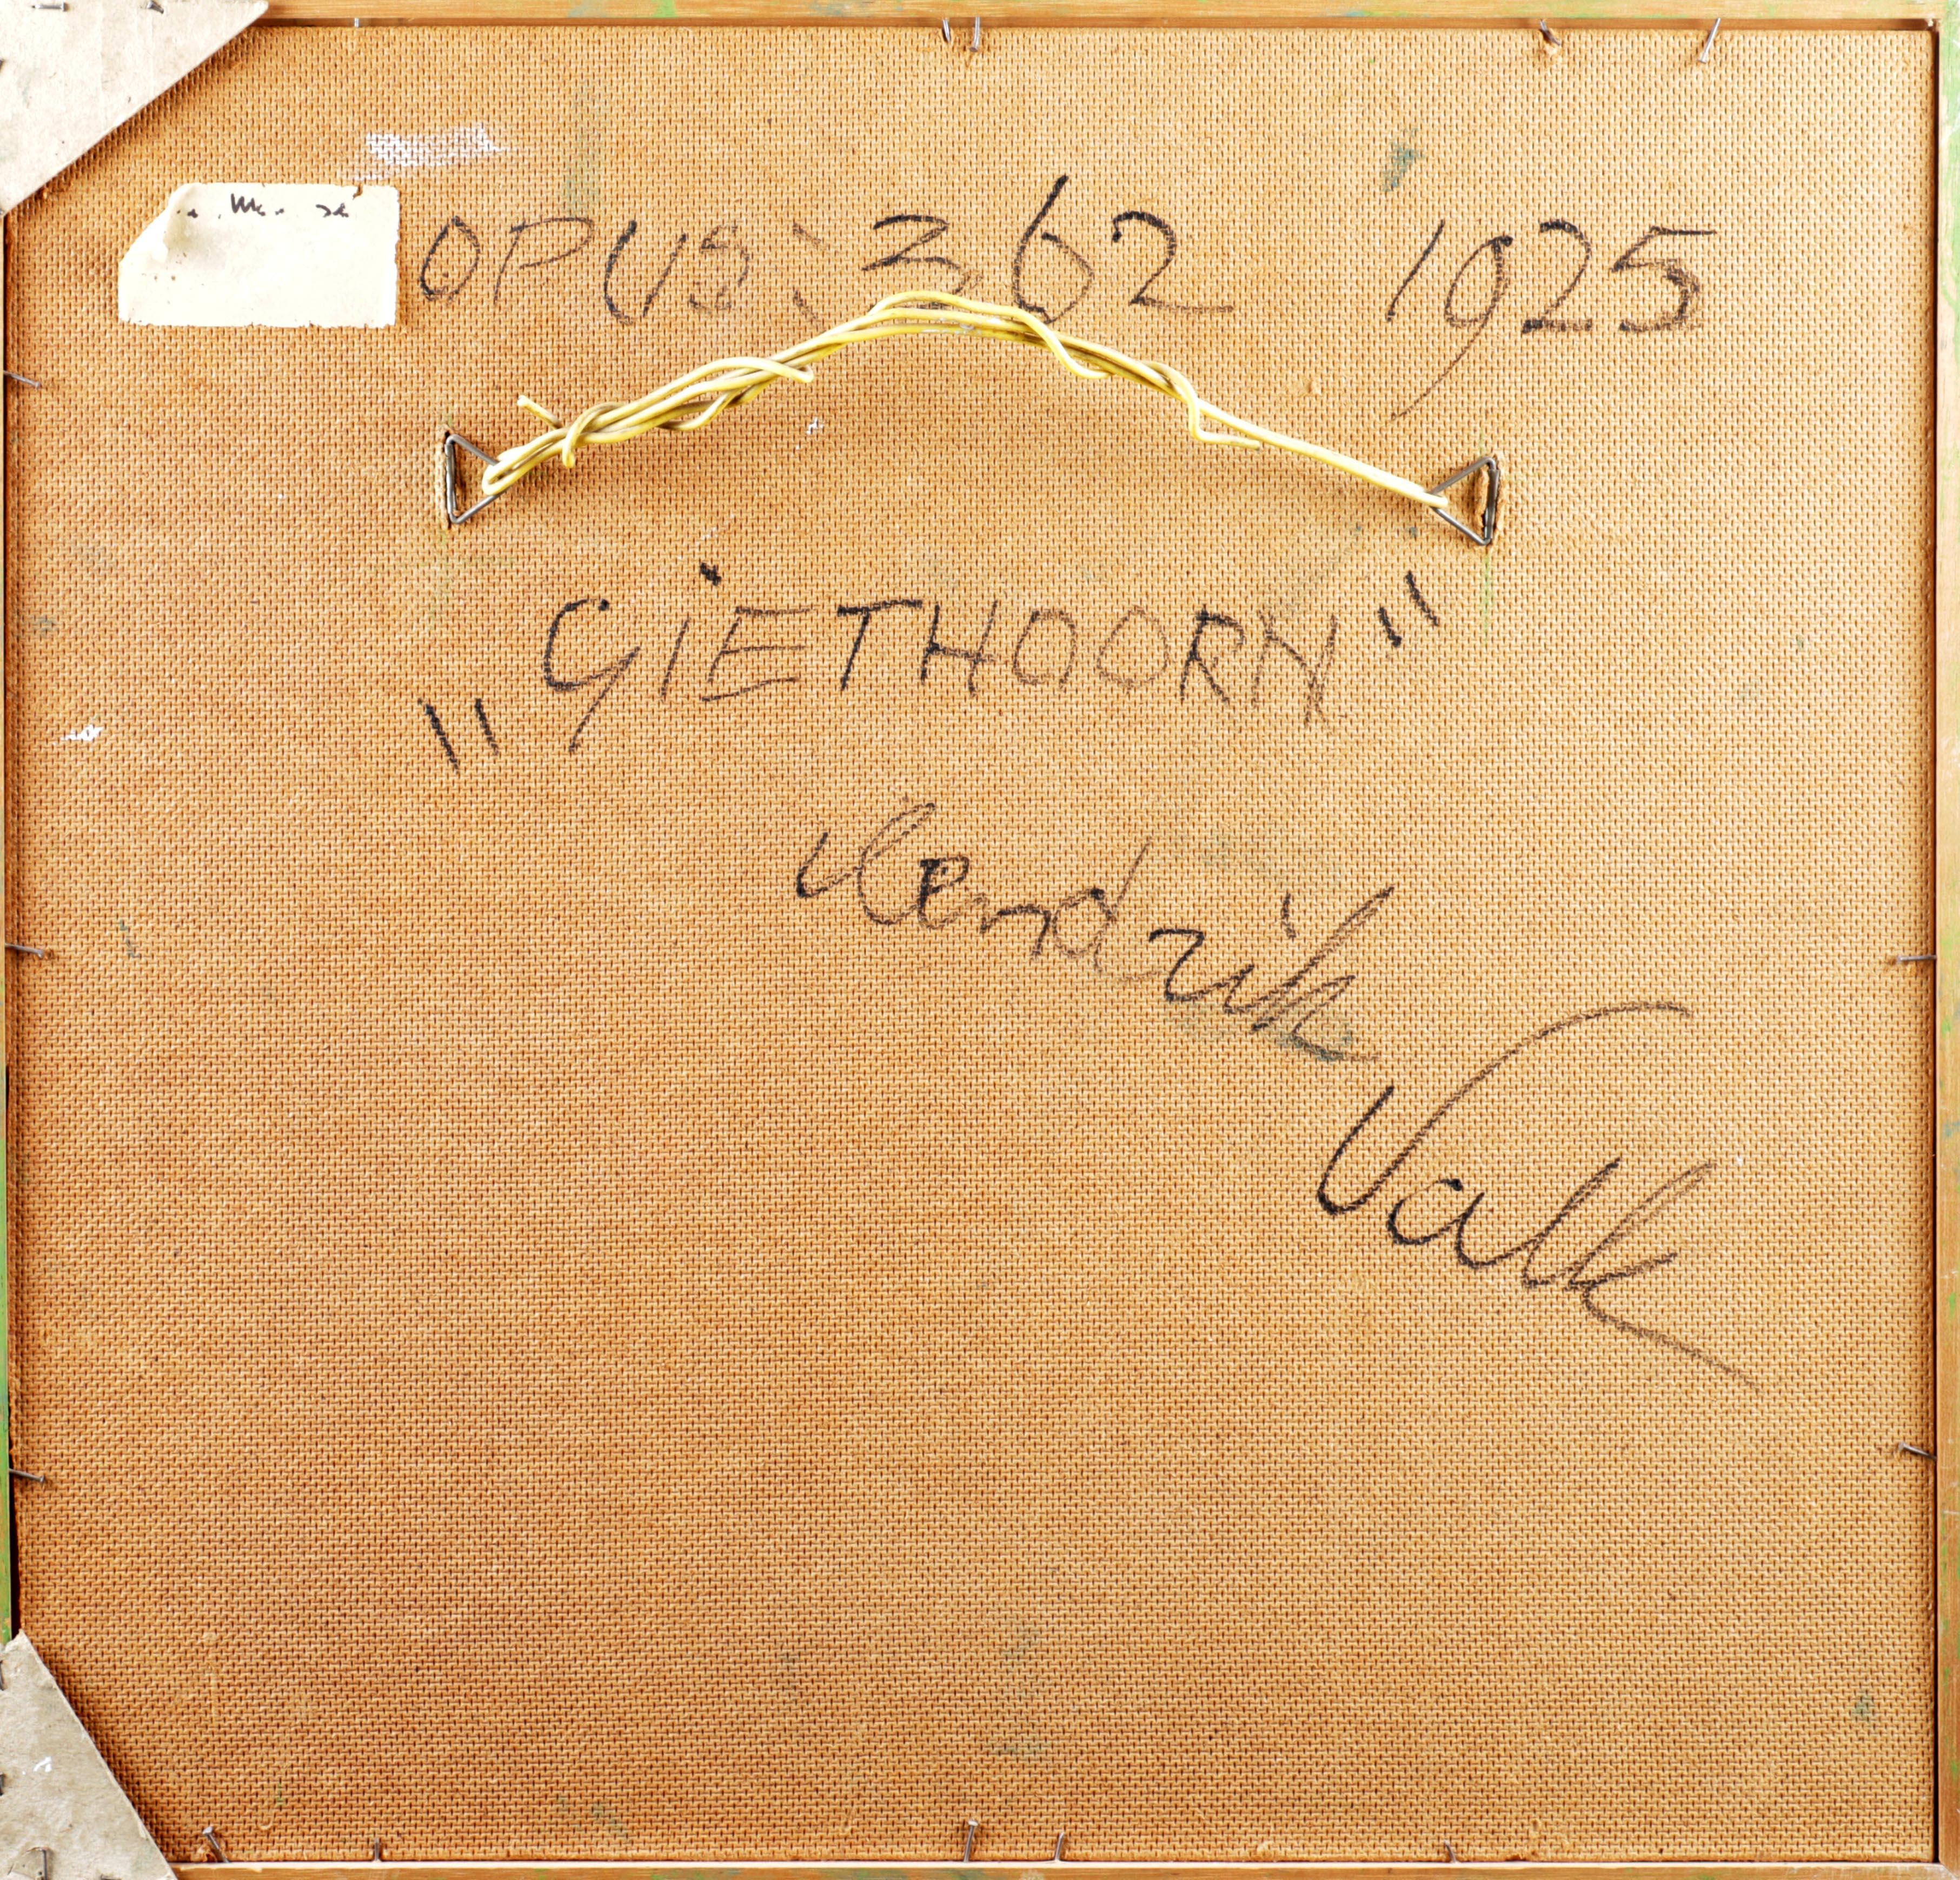 OPUS 362 1925
„GIETHOORN"
Hendrik
Valk